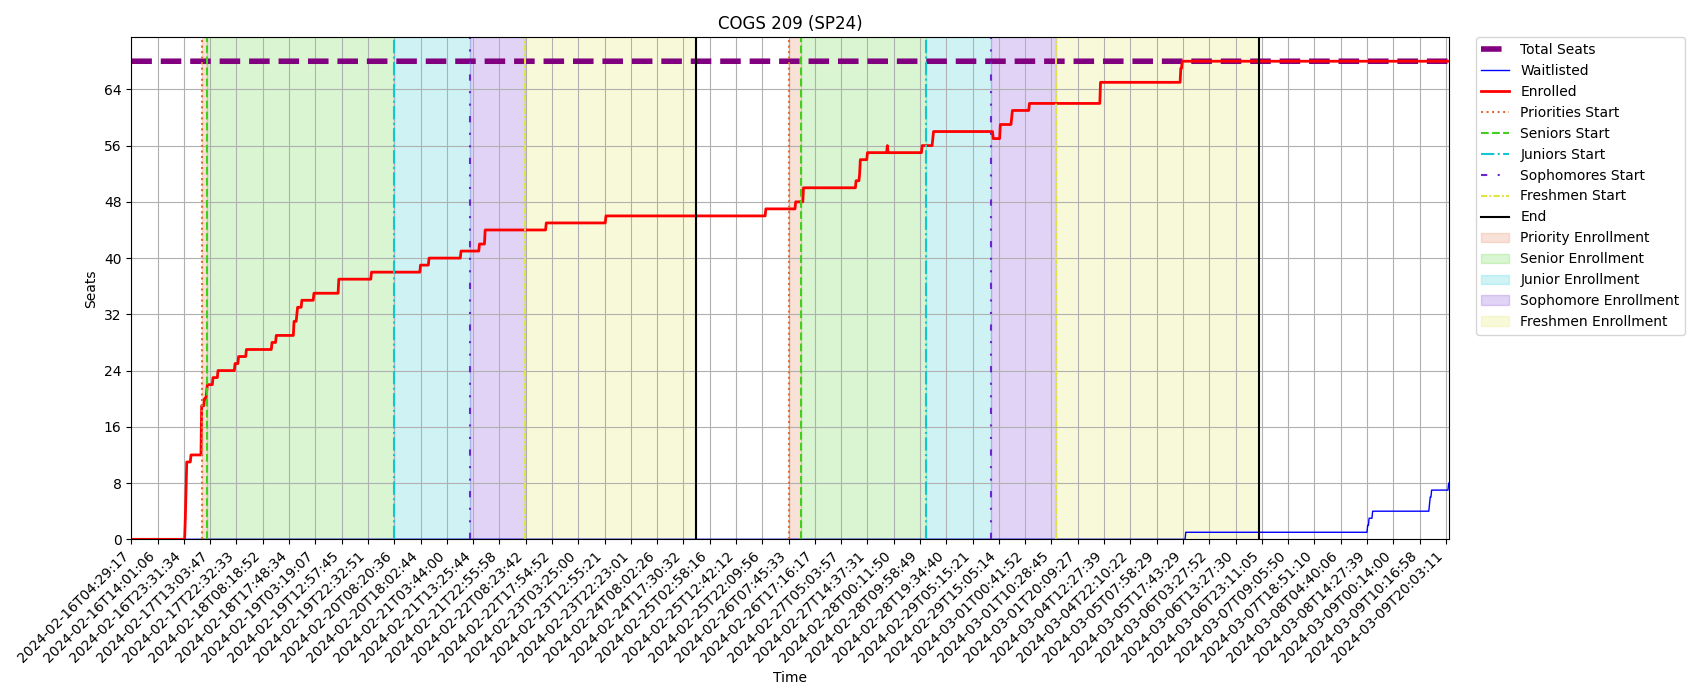 COGS 209 (SP24)
Total Seats
Waitlisted
Enrolled
Priorities Start
Seniors Start
Juniors Start
Sophomores Start
Freshmen Start
End
Priority Enrollment
Senior Enrollment
Junior Enrollment
Sophomore Enrollment
Freshmen Enrollment
Seats
64
56
48
40
32
24
16
8
0
2024-02-16T04:29:17
2024-02-16T14:01:06
2024-02-16T23:31:34
2024-02-17T13:03:47
2024-02-17T22:32:33
2024-02-18T08:18:52
2024-02-18T17:48:34
2024-02-19T03:19:07
2024-02-19T12:57:45
2024-02-19T22:32:51
2024-02-20T08:20:36
2024-02-20T18:02:44
2024-02-21T03:44:00
2024-02-21T13:25:44
2024-02-21T22:55:58
2024-02-22T08:23:42
2024-02-22T17:54:52
2024-02-23T03:25:00
2024-02-23T12:55:21
2024-02-23T22:23:01
2024-02-24T08:02:26
2024-02-24T17:30:32
2024-02-25T02:58:16
2024-02-25T12:42:12
2024-02-25T22:09:56
2024-02-26T07:45:33
2024-02-26T17:16:17
2024-02-27T05:03:57
2024-02-27T14:37:31
2024-02-28T00:11:50
2024-02-28T09:58:49
2024-02-28T19:34:40
2024-02-29T05:15:21
2024-02-29T15:05:14
2024-03-01T00:41:52
2024-03-01T10:28:45
2024-03-01T20:09:27
2024-03-04T12:27:39
2024-03-04T22:10:22
2024-03-05T07:58:29
2024-03-05T17:43:29
2024-03-06T03:27:52
2024-03-06T13:27:30
2024-03-06T23:11:05
2024-03-07T09:05:50
2024-03-07T18:51:10
2024-03-08T04:40:06
2024-03-08T14:27:39
2024-03-09T00:14:00
2024-03-09T10:16:58
2024-03-09T20:03:11
Time